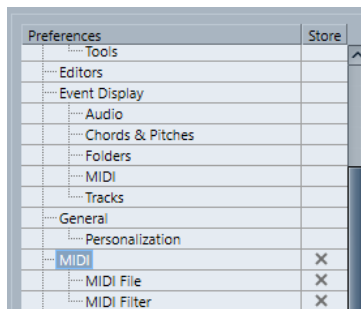 Preferences Store
Tools
Editors
Event Display
Audio
Chords & Pitches
Folders
MIDI
Tracks
General
Personalization
MIDI
MIDI File
MIDI Filter